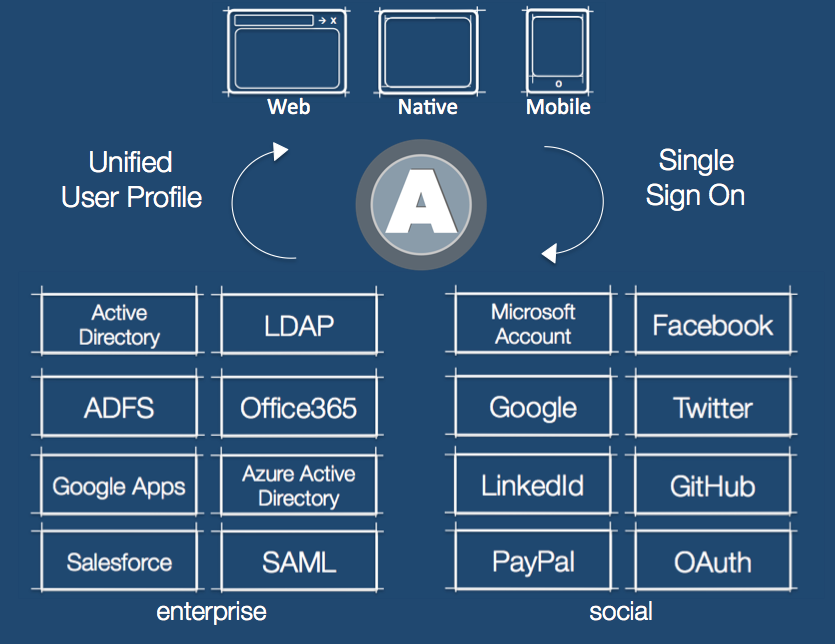 Web
Native
Mobile
Unified
User Profile
A
Single
Sign On
Active
Directory
LDAP
Microsoft
Account
Facebook
ADFS
Office365
Google
Twitter
Google Apps
Azure Active
Directory
LinkedId
GitHub
Salesforce
SAML
PayPal
OAuth
enterprise
social